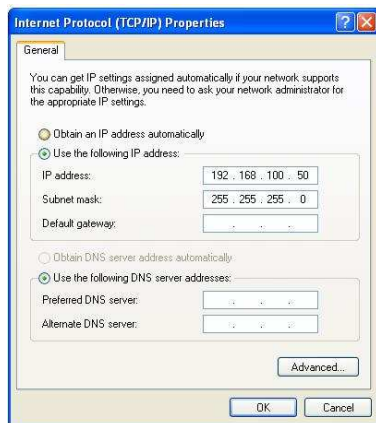 Internet Protocol (TCP/IP) Properties
General
You can get IP settings assigned automatically if your network supports
this capability. Otherwise, you need to ask your network administrator for
the appropriate IP settings.
Obtain an IP address automatically
Use the following IP address:
IP address: 192 . 168 . 100 . 50
Subnet mask: 255 . 255 . 255 . 0
Default gateway: . . .
Obtain DNS server address automatically
Use the following DNS server addresses:
Preferred DNS server: . . .
Alternate DNS server: . . .
Advanced...
OK Cancel